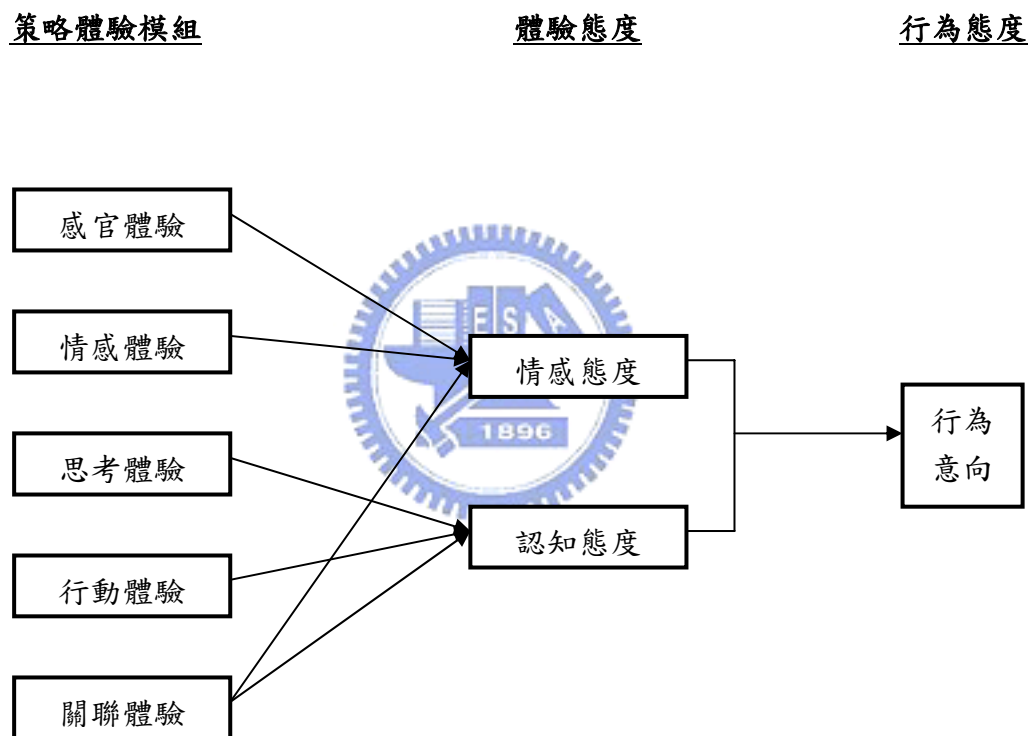 策略體驗模組
體驗態度
行為態度
感官體驗
情感體驗
思考體驗
行動體驗
關聯體驗
ESA
情感態度
1896
認知態度
行為
意向